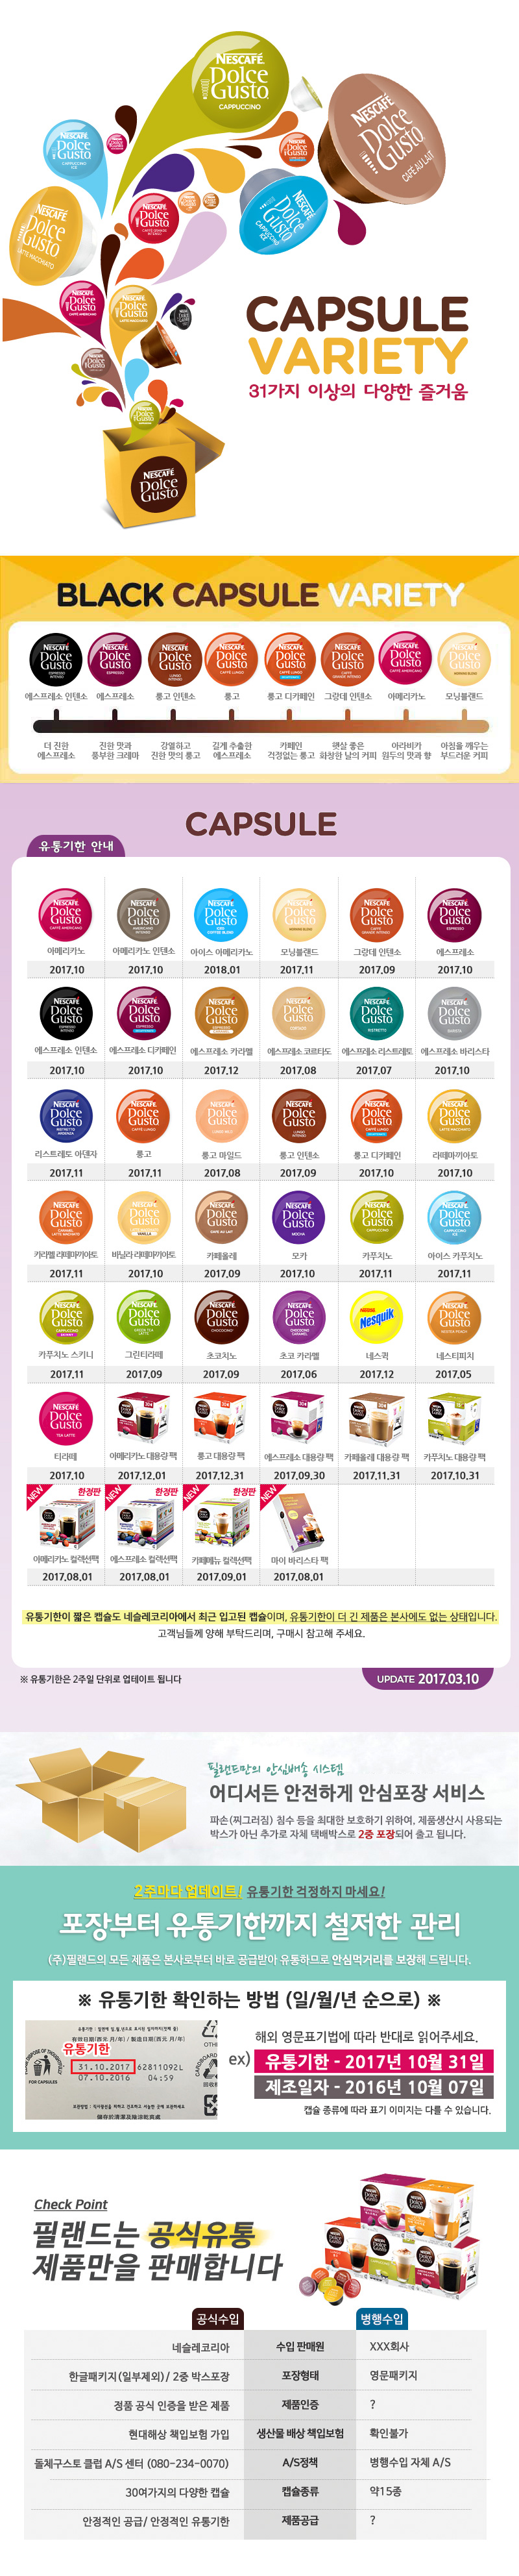 NESCAFÉ
Dolce
Gusto
CAPPUCCINO
NESCAFÉ
Dolce
Gusto
CAFÉ AU LAIT
NESCAFÉ
Dolce
Gusto
CAPPUCCINO
ICE
NESCAFÉ
Dolce
Gusto
LATTE MACCHIATO
CAPSULE
VARIETY
31가지 이상의 다양한 즐거움
NESCAFÉ
Dolce
Gusto
BLACK CAPSULE VARIETY
에스프레소 인텐소 에스프레소 룽고 인텐소 룽고 룽고 디카페인 그랑데 인텐소 아메리카노 모닝블랜드
더 진한 진한 맛과 강열하고 길게 추출한 카페인 햇살 좋은 아라비카 아침을 깨우는
에스프레소 풍부한 크레마 진한 맛의 룽고 에스프레소 걱정없는 룽고 화창한 날의 커피 원두의 맛과 향 부드러운 커피
CAPSULE
유통기한 안내
아메리카노 아메리카노 인텐소 아이스 아메리카노 모닝블랜드 그랑데 인텐소 에스프레소
2017.10 2017.10 2018.01 2017.11 2017.09 2017.10
에스프레소 인텐소 에스프레소 디카페인 에스프레소 카라멜 에스프레소 코르타도 에스프레소 리스트레토 에스프레소 바리스타
2017.10 2017.10 2017.12 2017.08 2017.07 2017.10
리스트레토 아덴자 룽고 룽고 마일드 룽고 인텐소 룽고 디카페인 라떼마끼아토
2017.11 2017.11 2017.08 2017.09 2017.10 2017.10
카라멜 라떼마끼아토 바닐라 라떼마끼아토 카페올레 모카 카푸치노 아이스 카푸치노
2017.11 2017.10 2017.09 2017.10 2017.11 2017.11
카푸치노 스키니 그린티라떼 초코치노 초코 카라멜 네스퀵 네스티피치
2017.11 2017.09 2017.09 2017.06 2017.12 2017.05
티라떼 아메리카노 대용량 팩 룽고 대용량 팩 에스프레소 대용량 팩 카페올레 대용량 팩 카푸치노 대용량 팩
2017.10 2017.12.01 2017.12.31 2017.09.30 2017.11.31 2017.10.31
NEW 한정판 NEW 한정판 NEW 한정판 NEW
아메리카노 컬렉션팩 에스프레소 컬렉션팩 카페메뉴 컬렉션팩 마이 바리스타 팩
2017.08.01 2017.08.01 2017.09.01 2017.08.01
유통기한이 짧은 캡슐도 네슬레코리아에서 최근 입고된 캡슐이며, 유통기한이 더 긴 제품은 본사에도 없는 상태입니다.
고객님들께 양해 부탁드리며, 구매시 참고해 주세요.
※ 유통기한은 2주일 단위로 업테이트 됩니다
UPDATE 2017.03.10
필랜드만의 안심배송 시스템
어디서든 안전하게 안심포장 서비스
파손(찌그러짐) 침수 등을 최대한 보호하기 위하여, 제품생산시 사용되는
박스가 아닌 추가로 자체 택배박스로 2중 포장되어 출고 됩니다.
2주마다 업데이트! 유통기한 걱정하지 마세요!
포장부터 유통기한까지 철저한 관리
(주)필랜드의 모든 제품은 본사로부터 바로 공급받아 유통하므로 안심먹거리를 보장해 드립니다.
※ 유통기한 확인하는 방법 (일/월/년 순으로) ※
유통기한
31.10.2017 62811092L
07.10.2016 04:59
FOR CAPSULES
해외 영문표기법에 따라 반대로 읽어주세요.
ex) 유통기한 - 2017년 10월 31일
제조일자 - 2016년 10월 07일
캡슐 종류에 따라 표기 이미지는 다를 수 있습니다.
Check Point
필랜드는 공식유통
제품만을 판매합니다
공식수입 병행수입
네슬레코리아 수입 판매원 XXX회사
한글패키지(일부제외)/ 2중 박스포장 포장형태 영문패키지
정품 공식 인증을 받은 제품 제품인증 ?
현대해상 책임보험 가입 생산물 배상 책임보험 확인불가
돌체구스토 클럽 A/S 센터 (080-234-0070) A/S정책 병행수입 자체 A/S
30여가지의 다양한 캡슐 캡슐종류 약15종
안정적인 공급/ 안정적인 유통기한 제품공급 ?